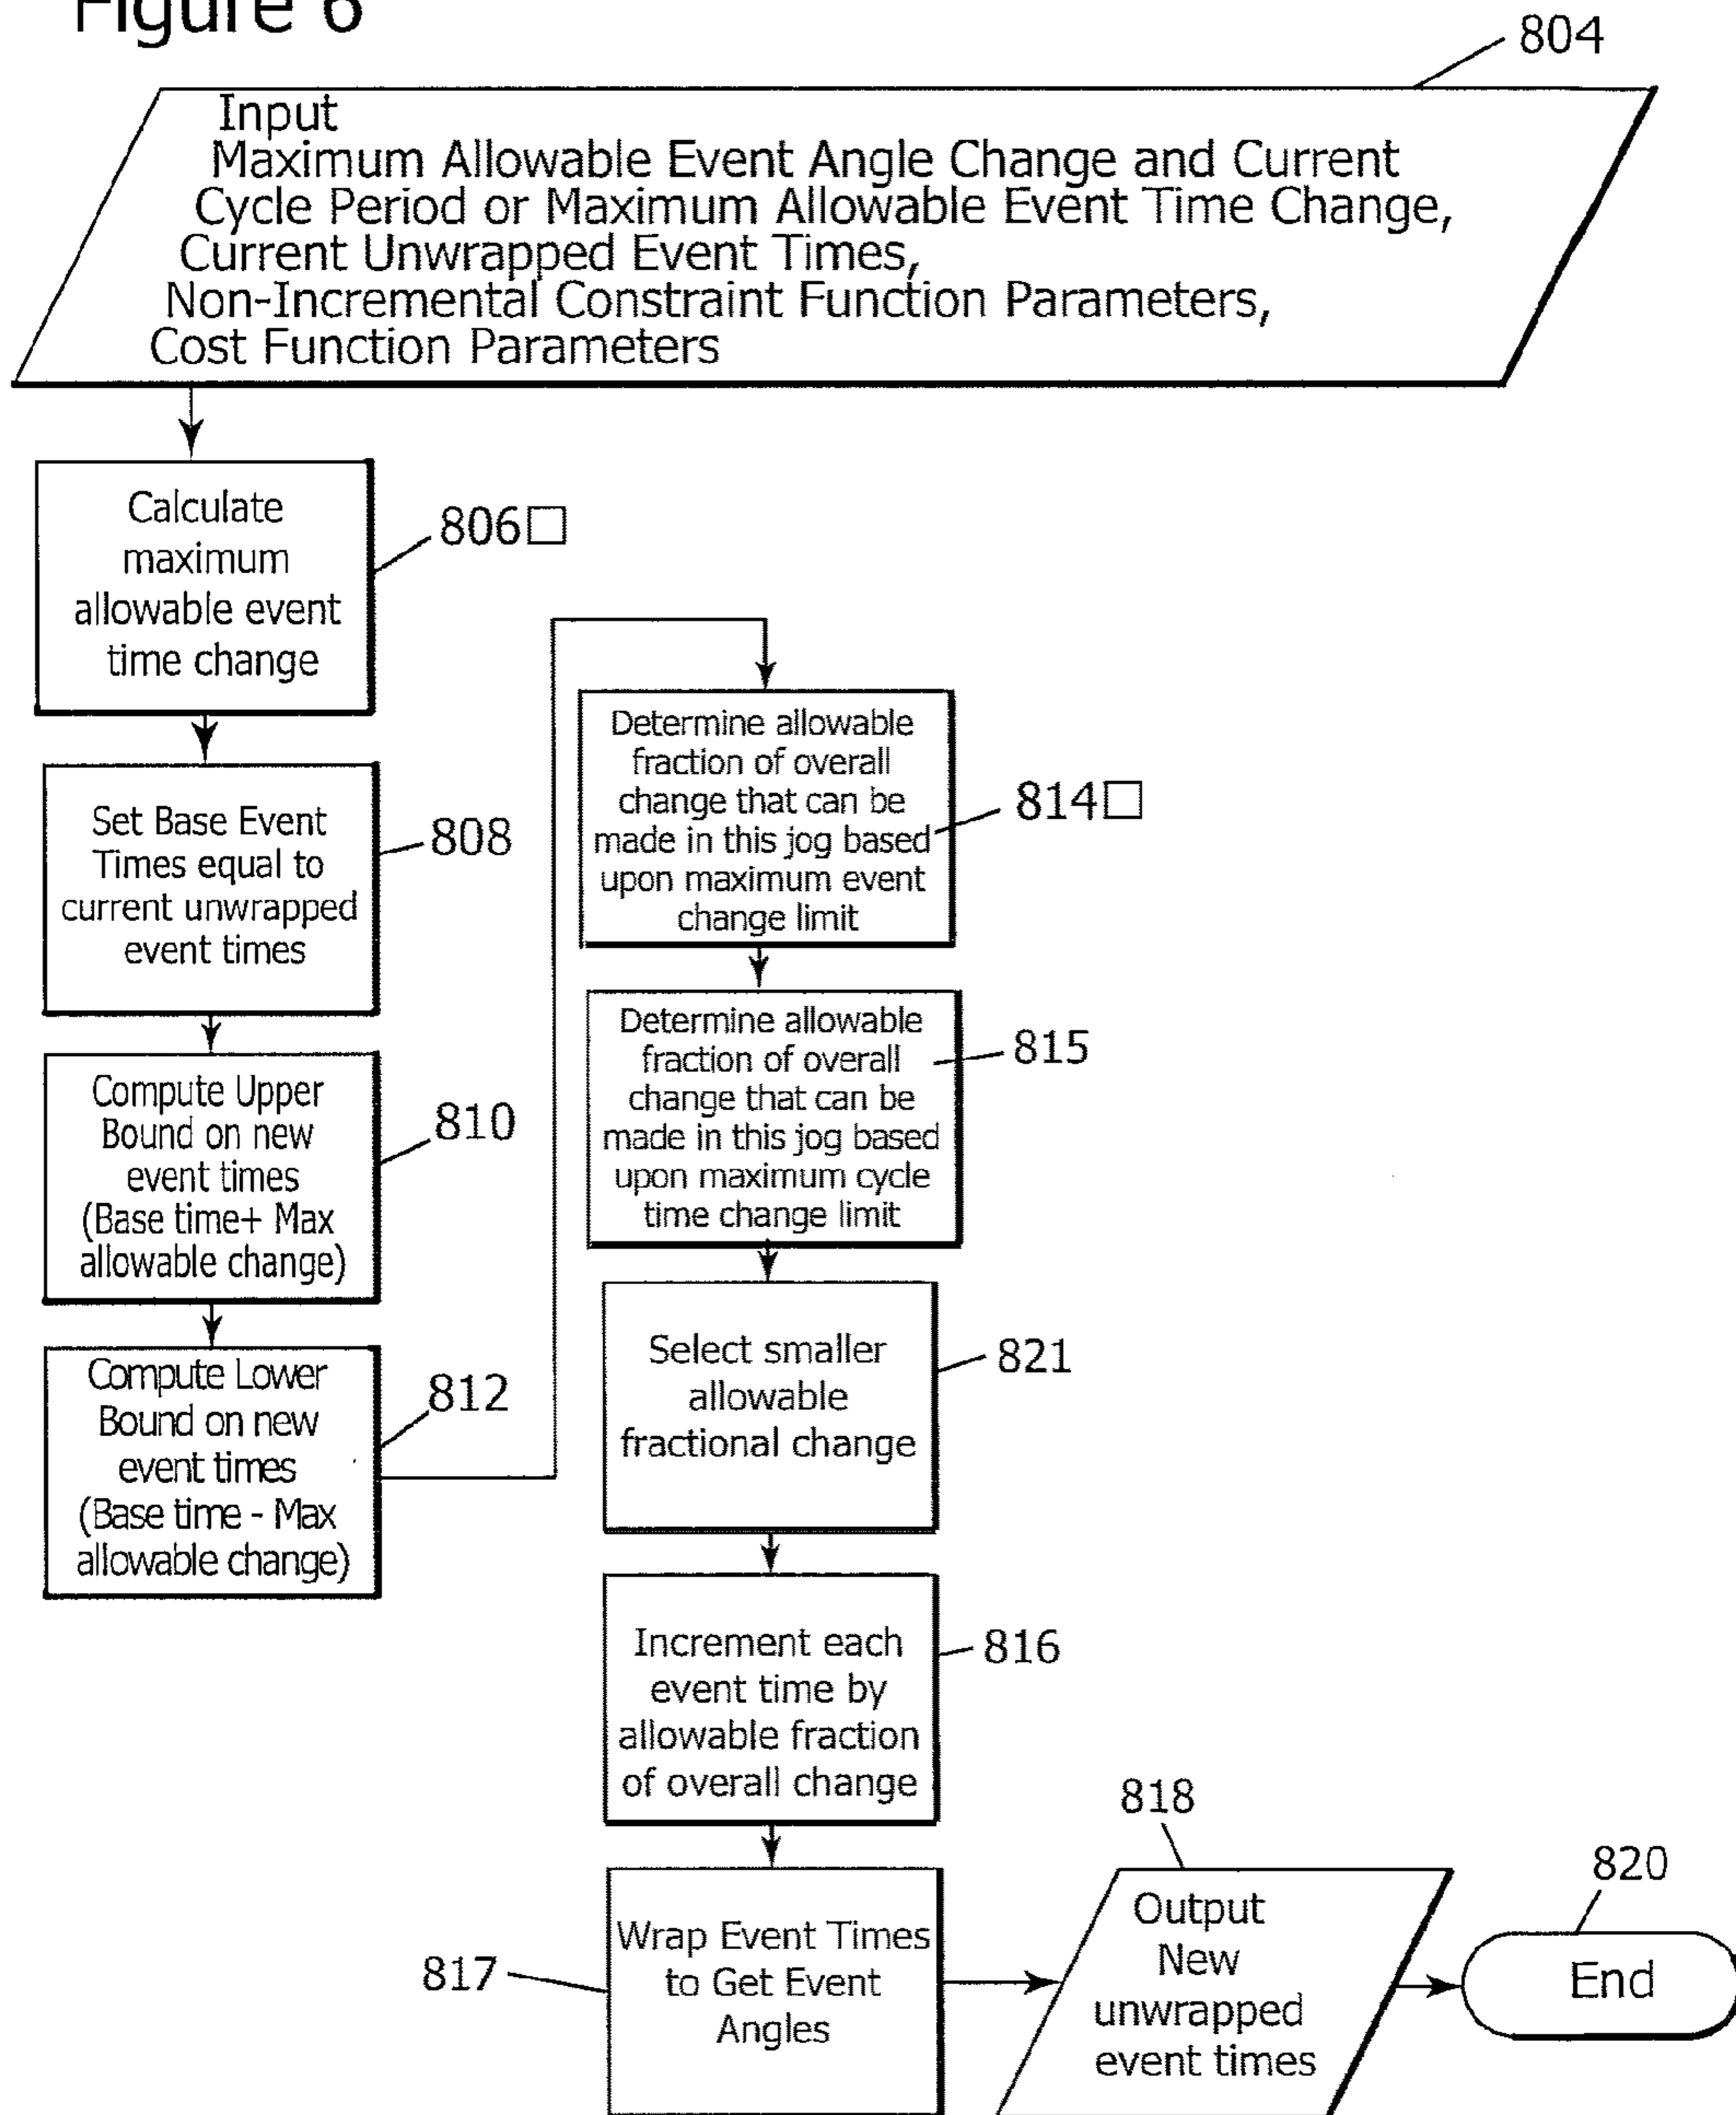 Figure 6
804
Input
Maximum Allowable Event Angle Change and Current
Cycle Period or Maximum Allowable Event Time Change,
Current Unwrapped Event Times,
Non-Incremental Constraint Function Parameters,
Cost Function Parameters
Calculate
maximum
allowable event
time change
806□
Set Base Event
Times equal to
current unwrapped
event times
808
Compute Upper
Bound on new
event times
(Base time+ Max
allowable change)
810
Compute Lower
Bound on new
event times
(Base time - Max
allowable change)
812
Determine allowable
fraction of overall
change that can be
made in this jog based
upon maximum event
change limit
814□
Determine allowable
fraction of overall
change that can be
made in this jog based
upon maximum cycle
time change limit
815
Select smaller
allowable
fractional change
821
Increment each
event time by
allowable fraction
of overall change
816
Wrap Event Times
to Get Event
Angles
817
818
Output
New
unwrapped
event times
820
End